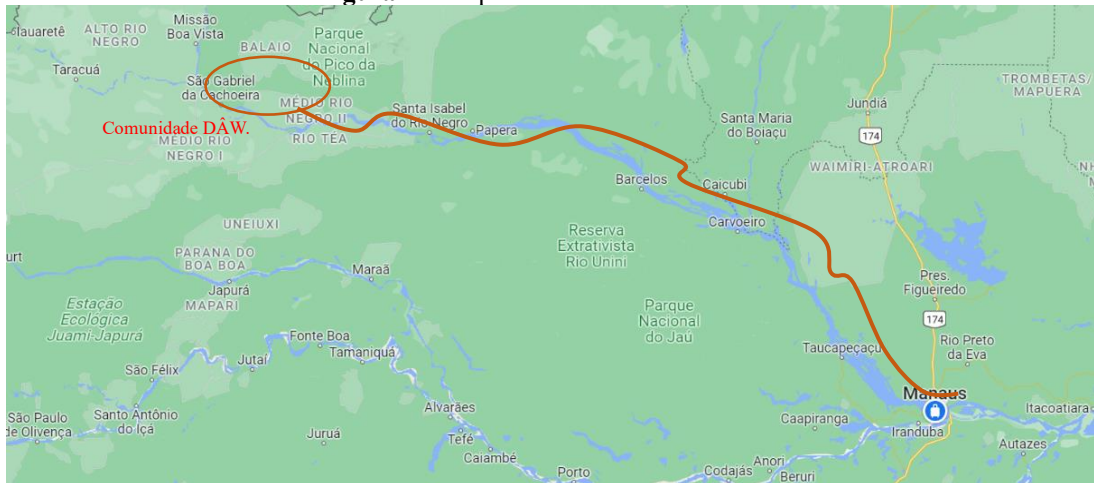 Missão
Boa Vista
Iauaretê
ALTO RIO
NEGRO
Taracuá
BALAIO
Parque
Nacional
do Pico da
Neblina
São Gabriel
da Cachoeira
Comunidade DÂW.
MÉDIO RIO
NEGRO II
MÉDIO RIO
NEGRO I
RIO TÉA
Santa Isabel
do Rio Negro
Papera
Santa Maria
do Boiaçu
Jundiá
174
TROMBETAS/
MAPUERA
WAIMIRI-ATROARI
Barcelos
Caicubi
Carvoeiro
UNEIUXI
Reserva
Extrativista
Rio Unini
PARANA DO
BOA BOA
Maraã
Japurá
MAPARI
Estação
Ecológica
Juami-Japurá
Pres.
Figueiredo
174
Parque
Nacional
do Jaú
Fonte Boa
Tamaniquá
Jutaí
São Félix
Taucapeçaçu
Rio Preto
da Eva
Manaus
São Paulo
de Olivença
Santo Antônio
do Içá
Juruá
Alvarães
Tefé
Caiambé
Caapiranga
Iranduba
Itacoatiara
Autazes
Porto
Codajás
Anori
Beruri